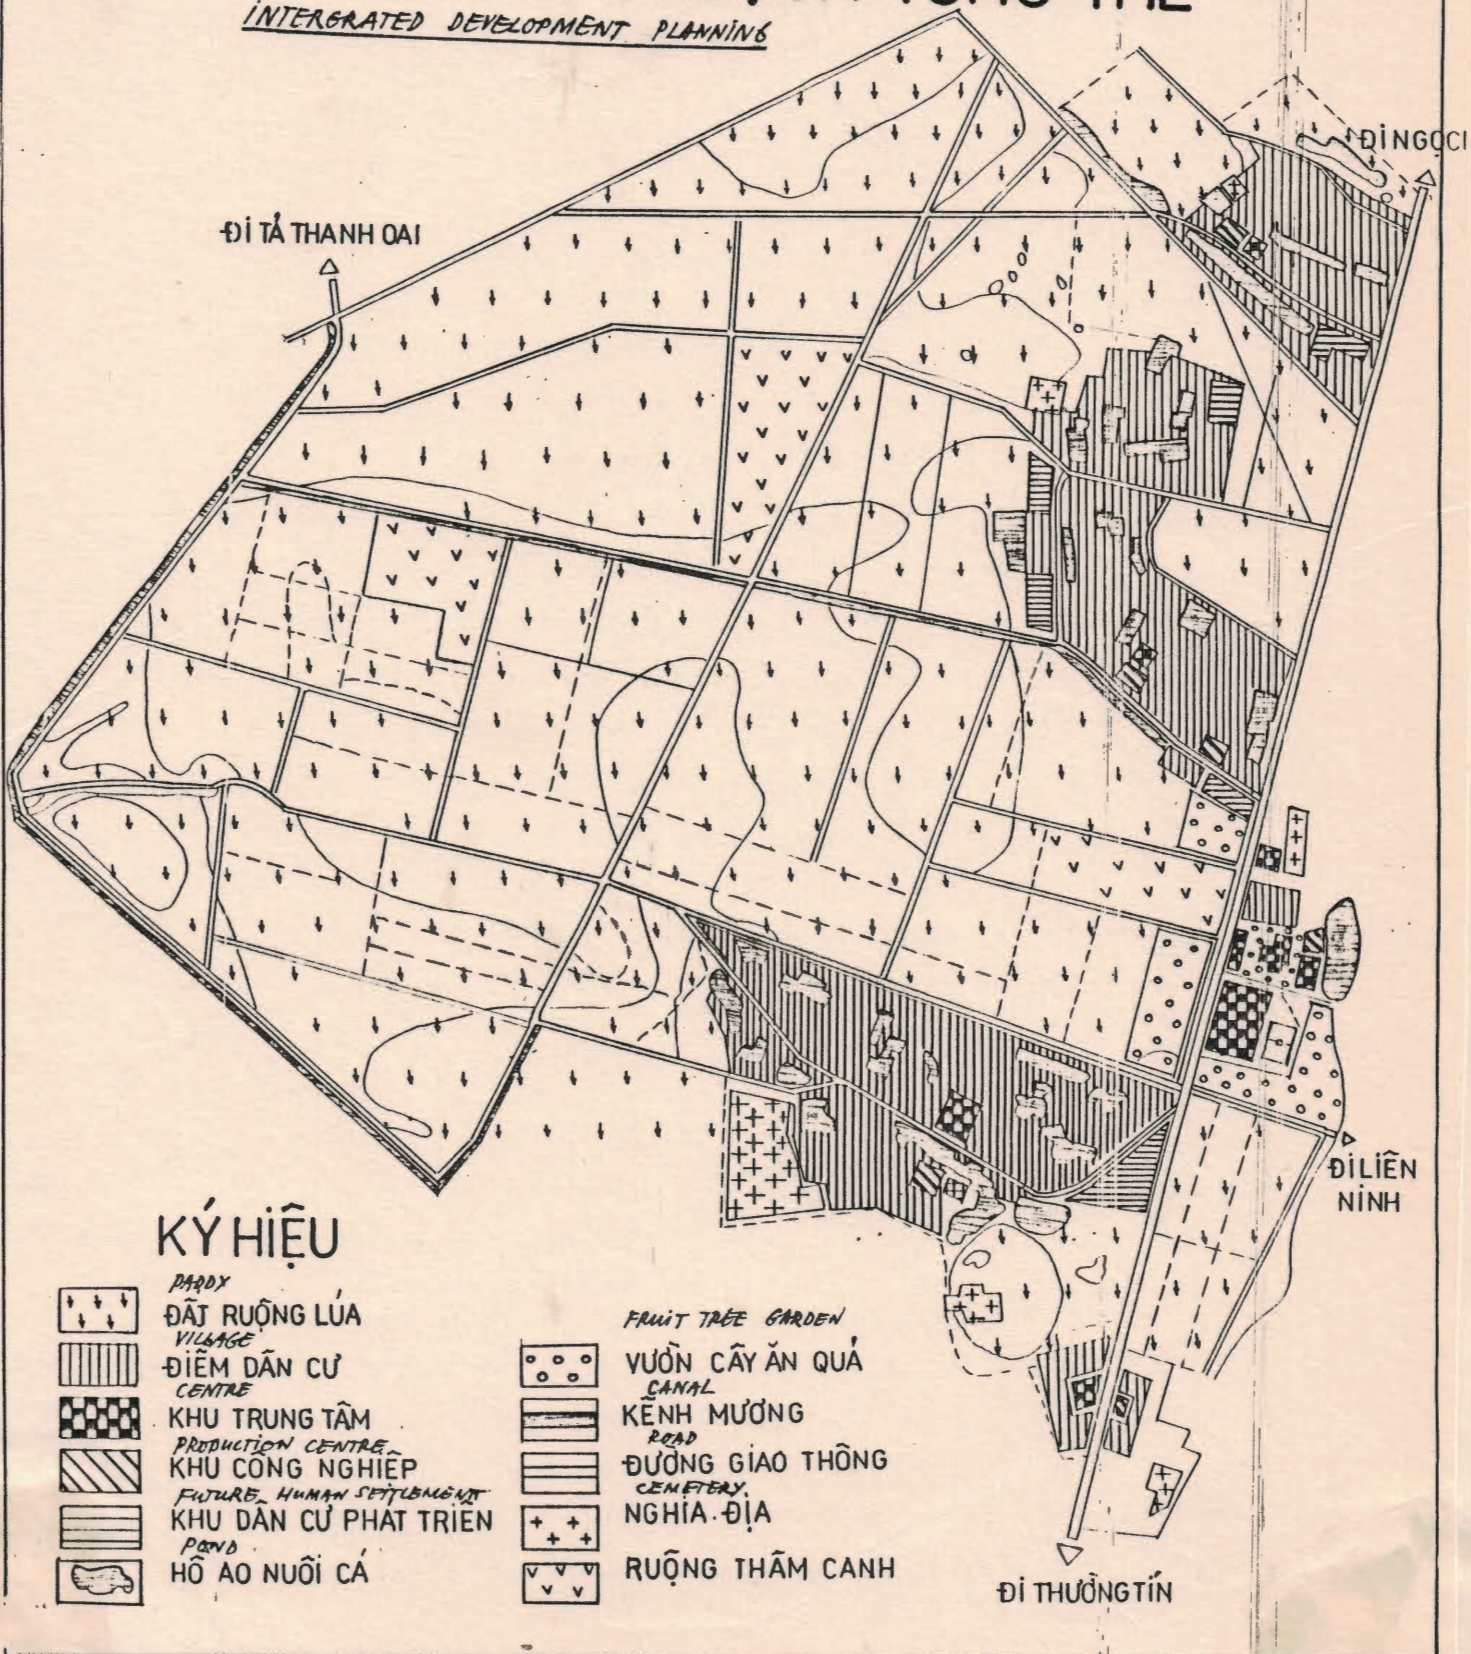 INTERGRATED DEVELOPMENT PLANNING
ĐI NGỌC
ĐI TẢ THANH OAI
ĐI LIÊN
NINH
KÝ HIỆU
PADDY
ĐẤT RUỘNG LÚA
VILLAGE
ĐIỂM DÂN CƯ
CENTRE
KHU TRUNG TÂM
PRODUCTION CENTRE
KHU CÔNG NGHIỆP
FUTURE HUMAN SETTLEMENT
KHU DÂN CƯ PHÁT TRIỂN
POND
HỒ AO NUÔI CÁ
FRUIT TREE GARDEN
VƯỜN CÂY ĂN QUẢ
CANAL
KÊNH MƯƠNG
ROAD
ĐƯỜNG GIAO THÔNG
CEMETERY
NGHĨA ĐỊA
RUỘNG THÂM CANH
ĐI THƯỜNG TÍN